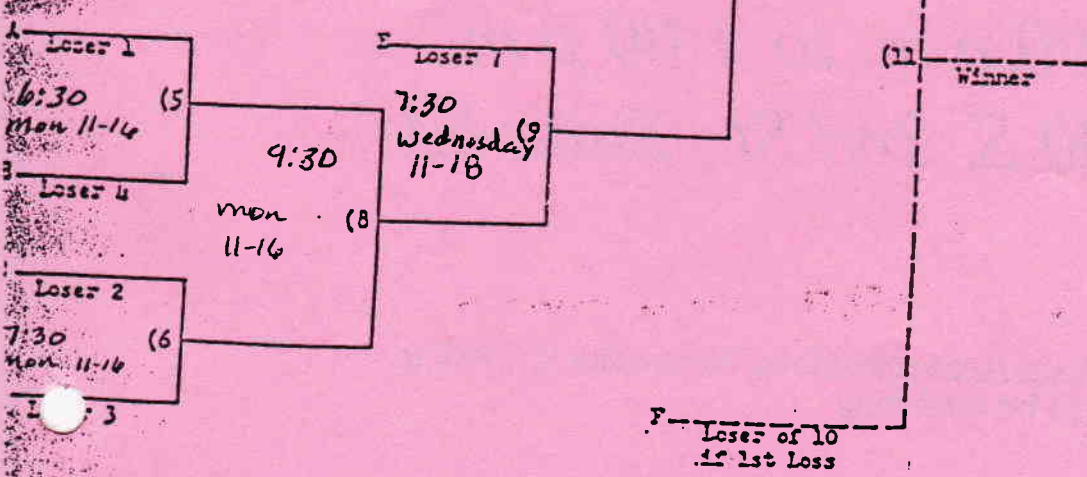 A
Loser 1
6:30
(5
Mon 11-16
Loser 4
9:30
mon
(8
11-16
Loser 2
7:30
(6
mon 11-16
3
E
Loser 7
7:30
Wednesday
(9
11-18
(11
Winner
F
Loser of 10
if 1st Loss